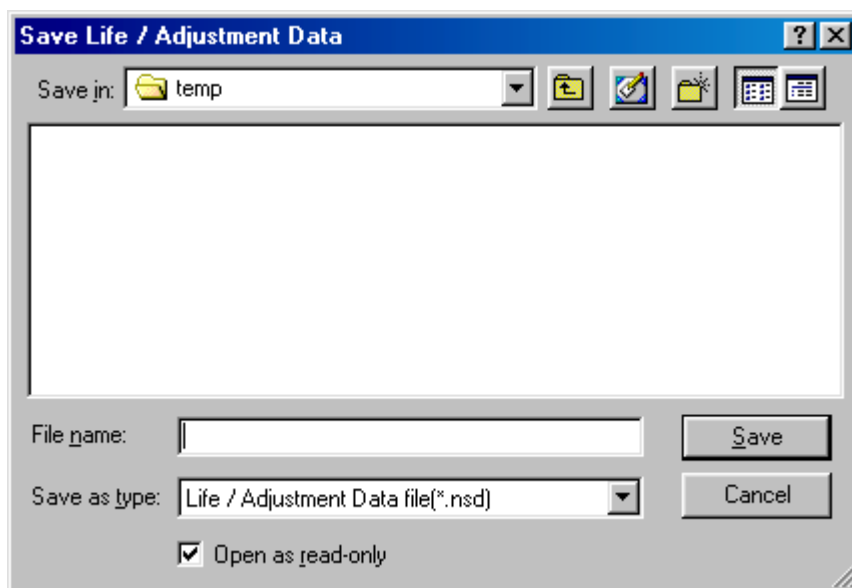 Save Life / Adjustment Data
Save in: temp
File name:
Save
Save as type: Life / Adjustment Data file(*.nsd)
Cancel
Open as read-only